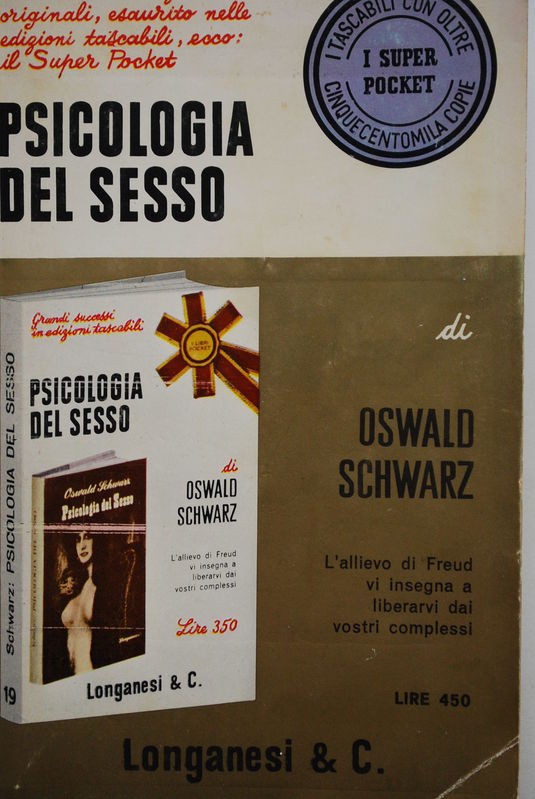 originali, esaurito nelle
edizioni tascabili, ecco:
il Super Pocket
I TASCABILI CON OLTRE
I SUPER
POCKET
CINQUECENTOMILA COPIE
PSICOLOGIA
DEL SESSO
di
OSWALD
SCHWARZ
L'allievo di Freud
vi insegna a
liberarvi dai
vostri complessi
LIRE 450
Longanesi & C.
Grandi successi
in edizioni tascabili
I LIBRI
POCKET
PSICOLOGIA
DEL SESSO
di
OSWALD
SCHWARZ
L'allievo di Freud
vi insegna a
liberarvi dai
vostri complessi
Lire 350
Longanesi & C.
Schwarz: PSICOLOGIA DEL SESSO
19
Oswald Schwarz
Psicologia del Sesso